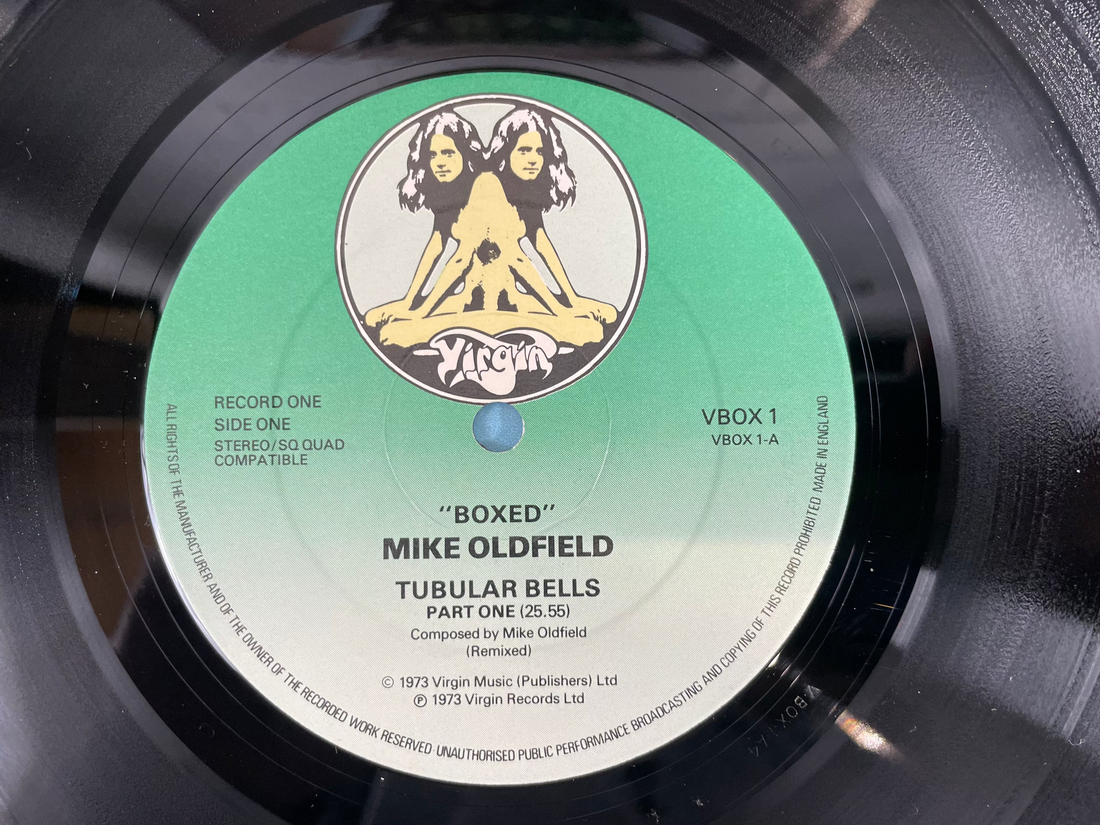 Virgin
RECORD ONE
SIDE ONE
STEREO/SQ QUAD
COMPATIBLE
VBOX 1
VBOX 1-A
"BOXED"
MIKE OLDFIELD
TUBULAR BELLS
PART ONE (25.55)
Composed by Mike Oldfield
(Remixed)
© 1973 Virgin Music (Publishers) Ltd
℗ 1973 Virgin Records Ltd
ALL RIGHTS OF THE MANUFACTURER AND OF THE OWNER OF THE RECORDED WORK RESERVED · UNAUTHORISED PUBLIC PERFORMANCE BROADCASTING AND COPYING OF THIS RECORD PROHIBITED MADE IN ENGLAND